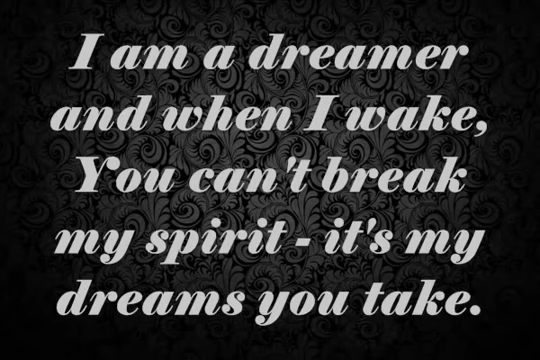 I am a dreamer
and when I wake,
You can't break
my spirit - it's my
dreams you take.